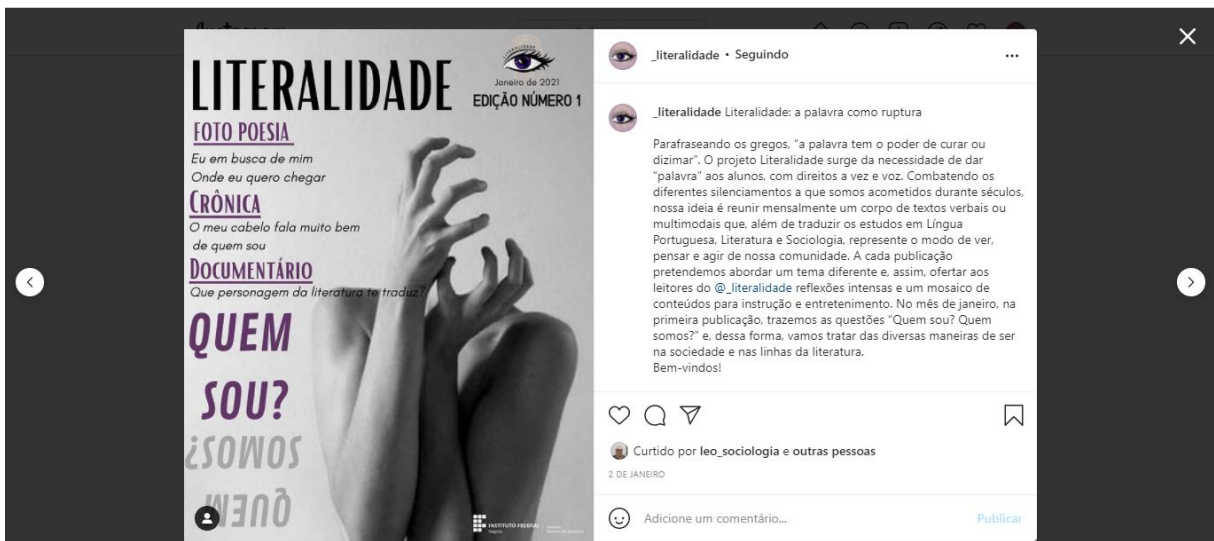 LITERALIDADE
Janeiro de 2021
EDIÇÃO NÚMERO 1
FOTO POESIA
Eu em busca de mim
Onde eu quero chegar
CRÔNICA
O meu cabelo fala muito bem
de quem sou
DOCUMENTÁRIO
Que personagem da literatura te traduz?
QUEM
SOU?
SOMOS?
QUEM
INSTITUTO FEDERAL
Alagoas
_literalidade • Seguindo
_literalidade Literalidade: a palavra como ruptura
Parafraseando os gregos, "a palavra tem o poder de curar ou
dizimar". O projeto Literalidade surge da necessidade de dar
"palavra" aos alunos, com direitos a vez e voz. Combatendo os
diferentes silenciamentos a que somos acometidos durante séculos,
nossa ideia é reunir mensalmente um corpo de textos verbais ou
multimodais que, além de traduzir os estudos em Língua
Portuguesa, Literatura e Sociologia, represente o modo de ver,
pensar e agir de nossa comunidade. A cada publicação
pretendemos abordar um tema diferente e, assim, ofertar aos
leitores do @_literalidade reflexões intensas e um mosaico de
conteúdos para instrução e entretenimento. No mês de janeiro, na
primeira publicação, trazemos as questões "Quem sou? Quem
somos?" e, dessa forma, vamos tratar das diversas maneiras de ser
na sociedade e nas linhas da literatura.
Bem-vindos!
Curtido por leo_sociologia e outras pessoas
2 DE JANEIRO
Adicione um comentário...
Publicar